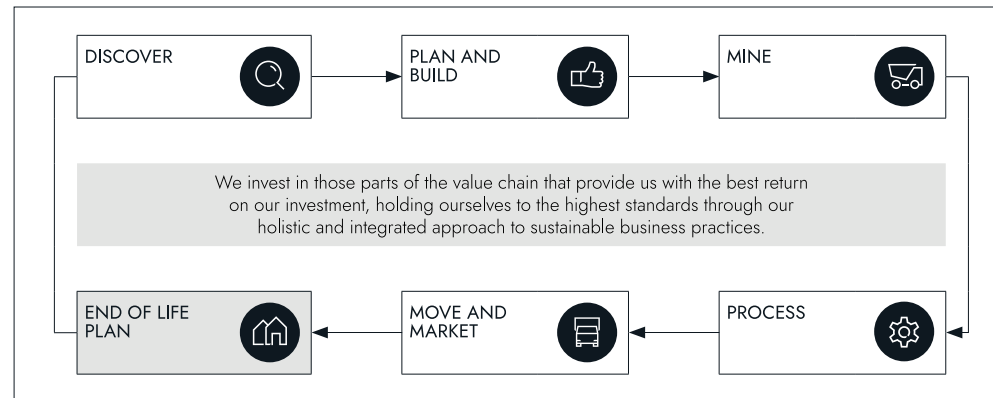 DISCOVER
PLAN AND
BUILD
MINE
We invest in those parts of the value chain that provide us with the best return
on our investment, holding ourselves to the highest standards through our
holistic and integrated approach to sustainable business practices.
END OF LIFE
PLAN
MOVE AND
MARKET
PROCESS